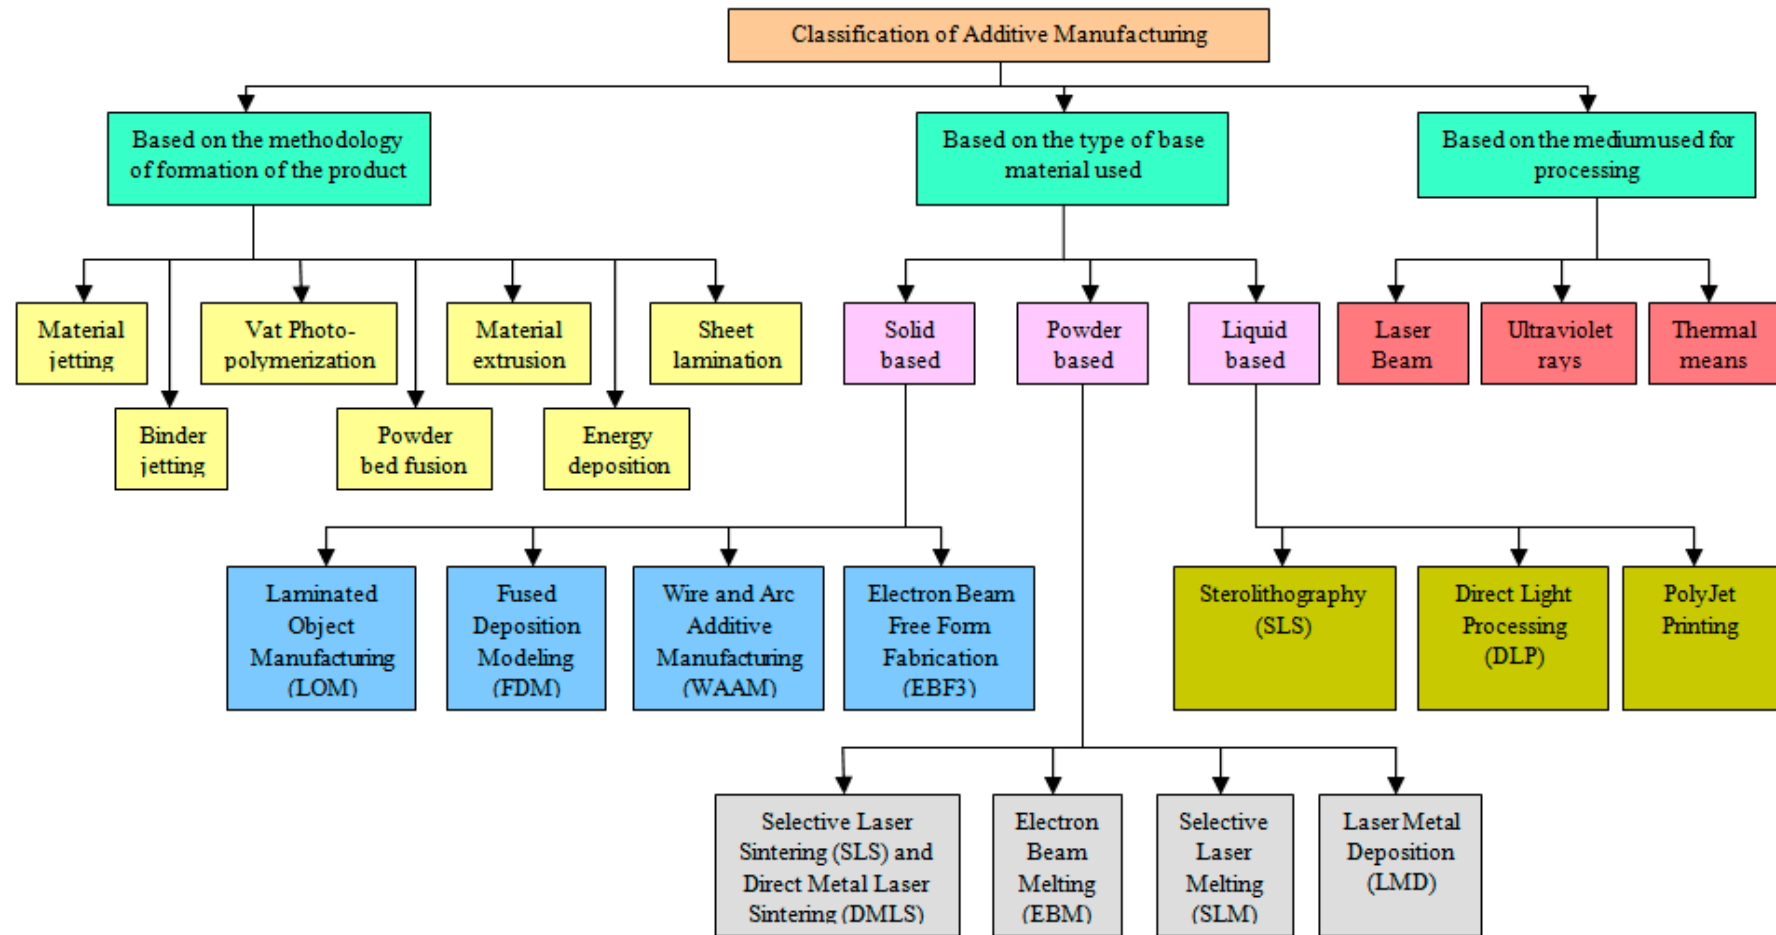 Classification of Additive Manufacturing
Based on the methodology
of formation of the product
Based on the type of base
material used
Based on the medium used for
processing
Material
jetting
Vat Photo-
polymerization
Material
extrusion
Sheet
lamination
Solid
based
Powder
based
Liquid
based
Laser
Beam
Ultraviolet
rays
Thermal
means
Binder
jetting
Powder
bed fusion
Energy
deposition
Laminated
Object
Manufacturing
(LOM)
Fused
Deposition
Modeling
(FDM)
Wire and Arc
Additive
Manufacturing
(WAAM)
Electron Beam
Free Form
Fabrication
(EBF3)
Sterolithography
(SLS)
Direct Light
Processing
(DLP)
PolyJet
Printing
Selective Laser
Sintering (SLS) and
Direct Metal Laser
Sintering (DMLS)
Electron
Beam
Melting
(EBM)
Selective
Laser
Melting
(SLM)
Laser Metal
Deposition
(LMD)